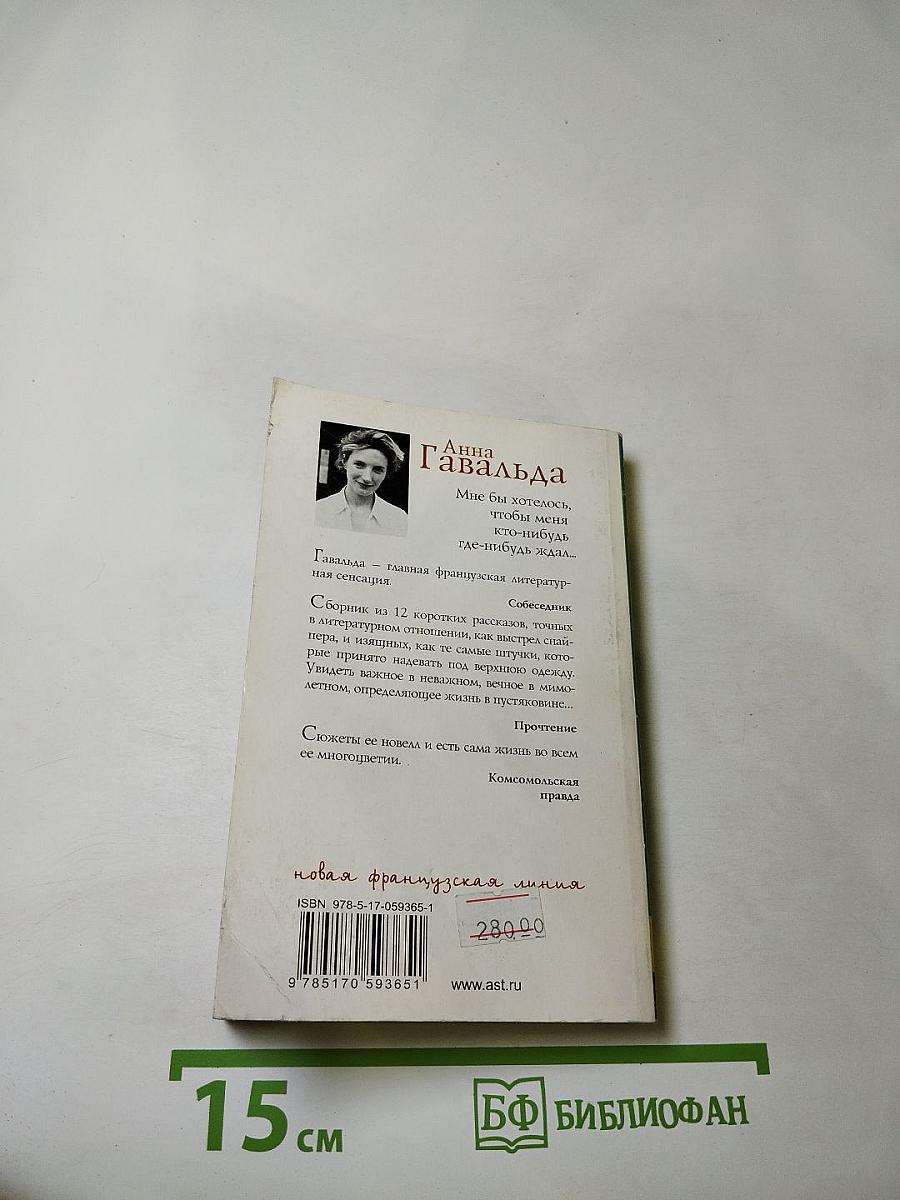 Анна
Гавальда
Мне бы хотелось,
чтобы меня
кто-нибудь
где-нибудь ждал...
Гавальда – главная французская литератур-
ная сенсация.
Собеседник
Сборник из 12 коротких рассказов, точных
в литературном отношении, как выстрел снай-
пера, и изящных, как те самые штучки, кото-
рые принято надевать под верхнюю одежду.
Увидеть важное в неважном, вечное в мимо-
летном, определяющее жизнь в пустяковине...
Прочтение
Сюжеты ее новелл и есть сама жизнь во всем
ее многоцветии.
Комсомольская
правда
новая французская линия
ISBN 978-5-17-059365-1
280.00
9 785170 593651
www.ast.ru
15 см
БФ БИБЛИОФАН